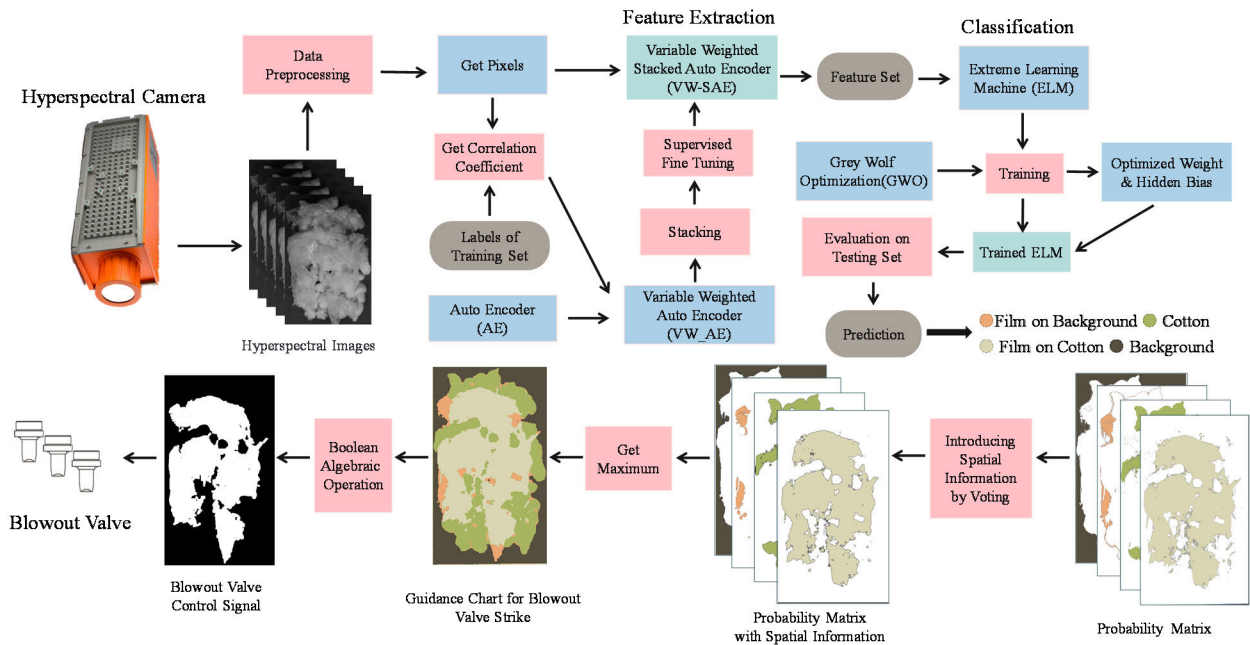 Feature Extraction
Classification
Hyperspectral Camera
Data
Preprocessing
Get Pixels
Variable Weighted
Stacked Auto Encoder
(VW-SAE)
Feature Set
Extreme Learning
Machine (ELM)
Get Correlation
Coefficient
Supervised
Fine Tuning
Grey Wolf
Optimization(GWO)
Training
Optimized Weight
& Hidden Bias
Labels of
Training Set
Stacking
Evaluation on
Testing Set
Trained ELM
Auto Encoder
(AE)
Variable Weighted
Auto Encoder
(VW_AE)
Prediction
Film on Background
Cotton
Film on Cotton
Background
Hyperspectral Images
Blowout Valve
Boolean
Algebraic
Operation
Get
Maximum
Introducing
Spatial
Information
by Voting
Blowout Valve
Control Signal
Guidance Chart for Blowout
Valve Strike
Probability Matrix
with Spatial Information
Probability Matrix